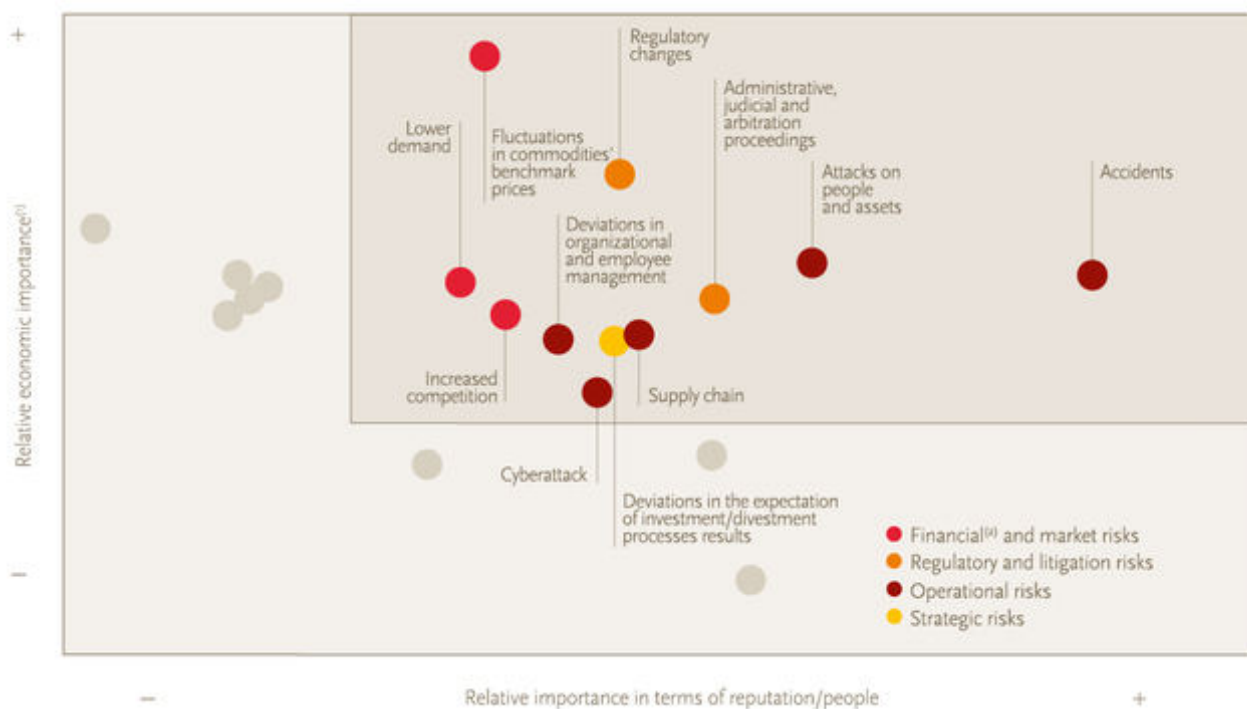 +
Regulatory
changes
Administrative,
judicial and
arbitration
proceedings
Lower
demand
Fluctuations
in commodities'
benchmark
prices
Attacks on
people
and assets
Accidents
Deviations in
organizational
and employee
management
Relative economic importance(1)
Increased
competition
Supply chain
Cyberattack
Deviations in the expectation
of investment/divestment
processes results
Financial(2) and market risks
Regulatory and litigation risks
Operational risks
Strategic risks
–
–
Relative importance in terms of reputation/people
+